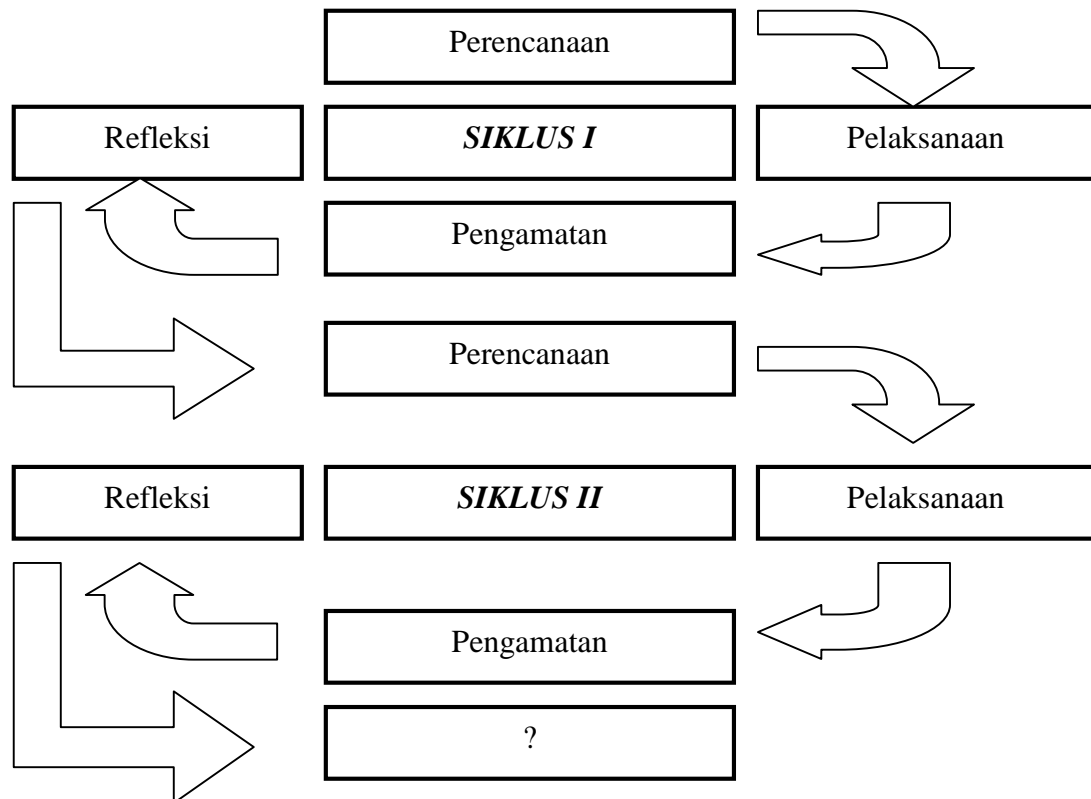 Perencanaan
Refleksi
SIKLUS I
Pelaksanaan
Pengamatan
Perencanaan
Refleksi
SIKLUS II
Pelaksanaan
Pengamatan
?